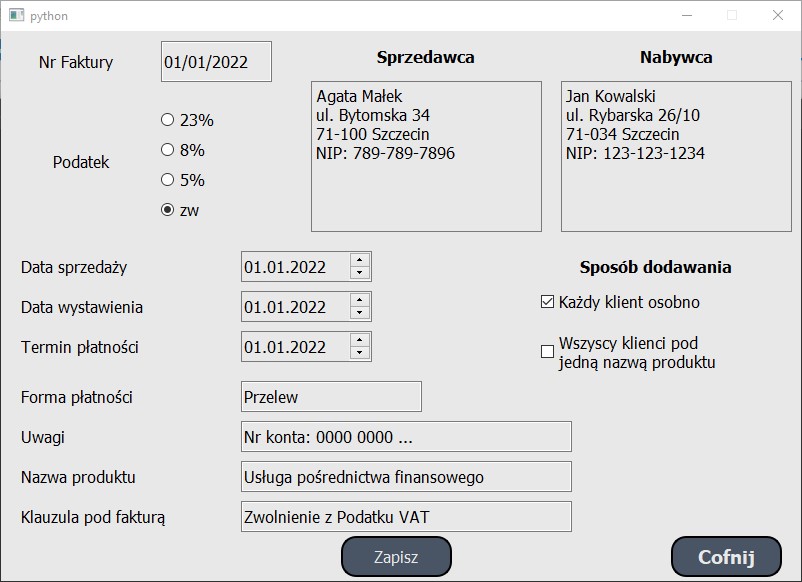 python
Nr Faktury
01/01/2022
Podatek
23%
8%
5%
zw
Sprzedawca
Agata Małek
ul. Bytomska 34
71-100 Szczecin
NIP: 789-789-7896
Nabywca
Jan Kowalski
ul. Rybarska 26/10
71-034 Szczecin
NIP: 123-123-1234
Data sprzedaży
01.01.2022
Data wystawienia
01.01.2022
Termin płatności
01.01.2022
Sposób dodawania
Każdy klient osobno
Wszyscy klienci pod
jedną nazwą produktu
Forma płatności
Przelew
Uwagi
Nr konta: 0000 0000 ...
Nazwa produktu
Usługa pośrednictwa finansowego
Klauzula pod fakturą
Zwolnienie z Podatku VAT
Zapisz
Cofnij